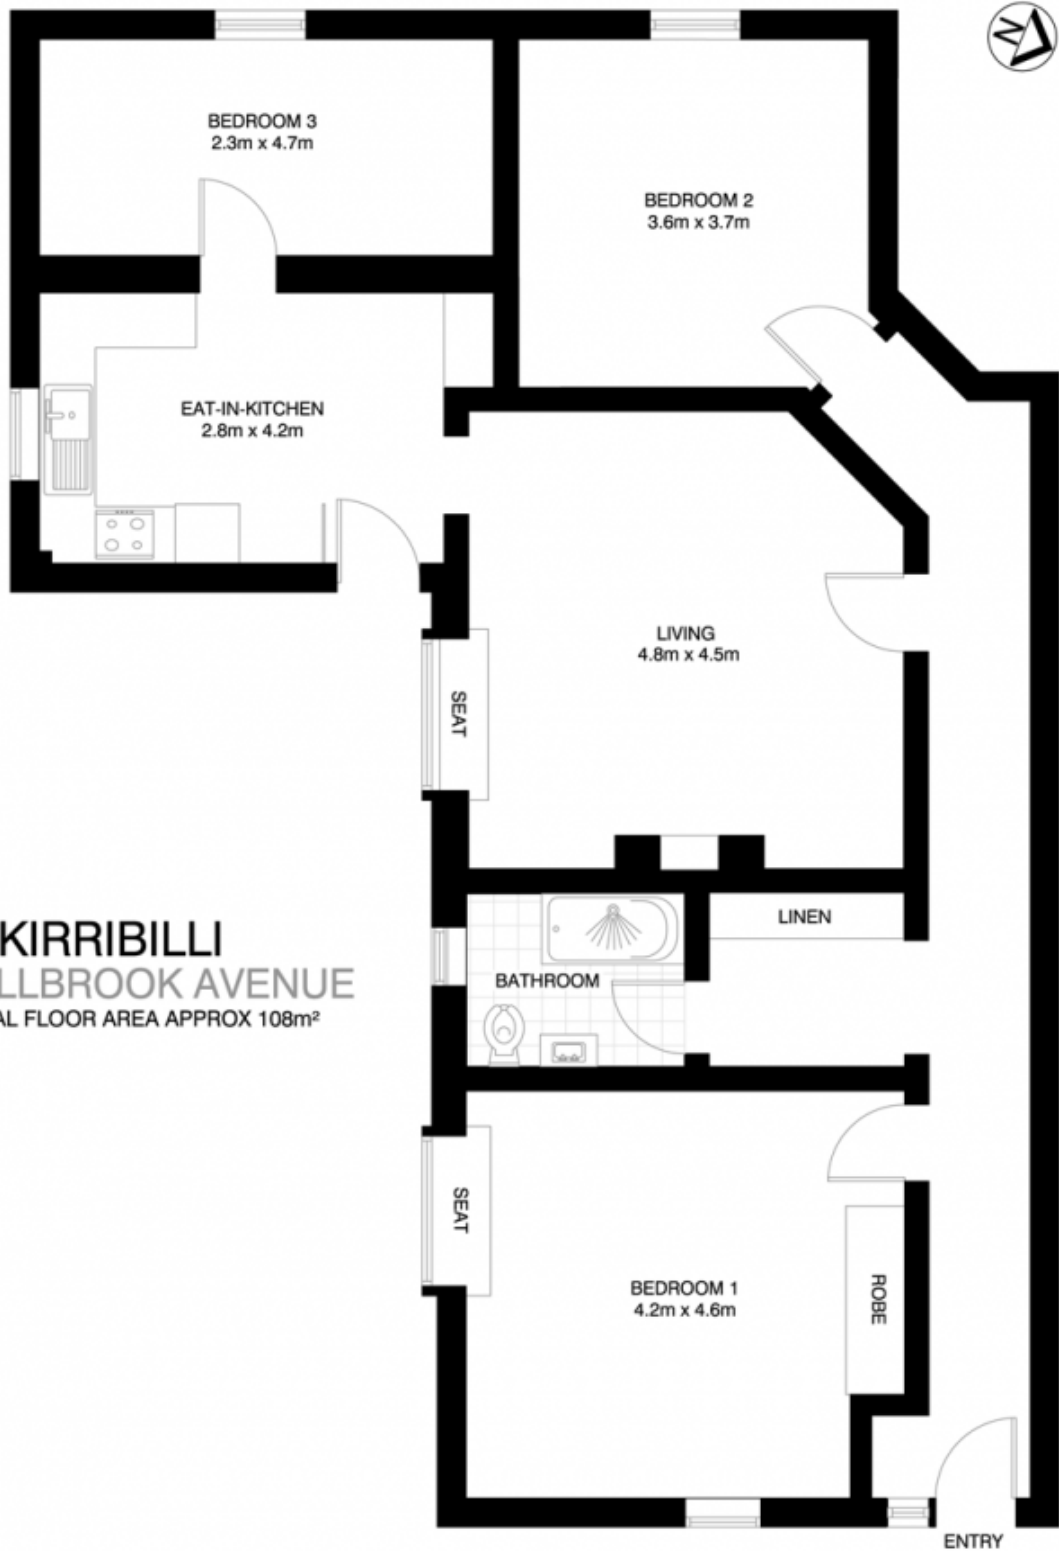 N
BEDROOM 3
2.3m x 4.7m
BEDROOM 2
3.6m x 3.7m
EAT-IN-KITCHEN
2.8m x 4.2m
LIVING
4.8m x 4.5m
SEAT
LINEN
KIRRIBILLI
LLBROOK AVENUE
AL FLOOR AREA APPROX 108m²
BATHROOM
SEAT
BEDROOM 1
4.2m x 4.6m
ROBE
ENTRY